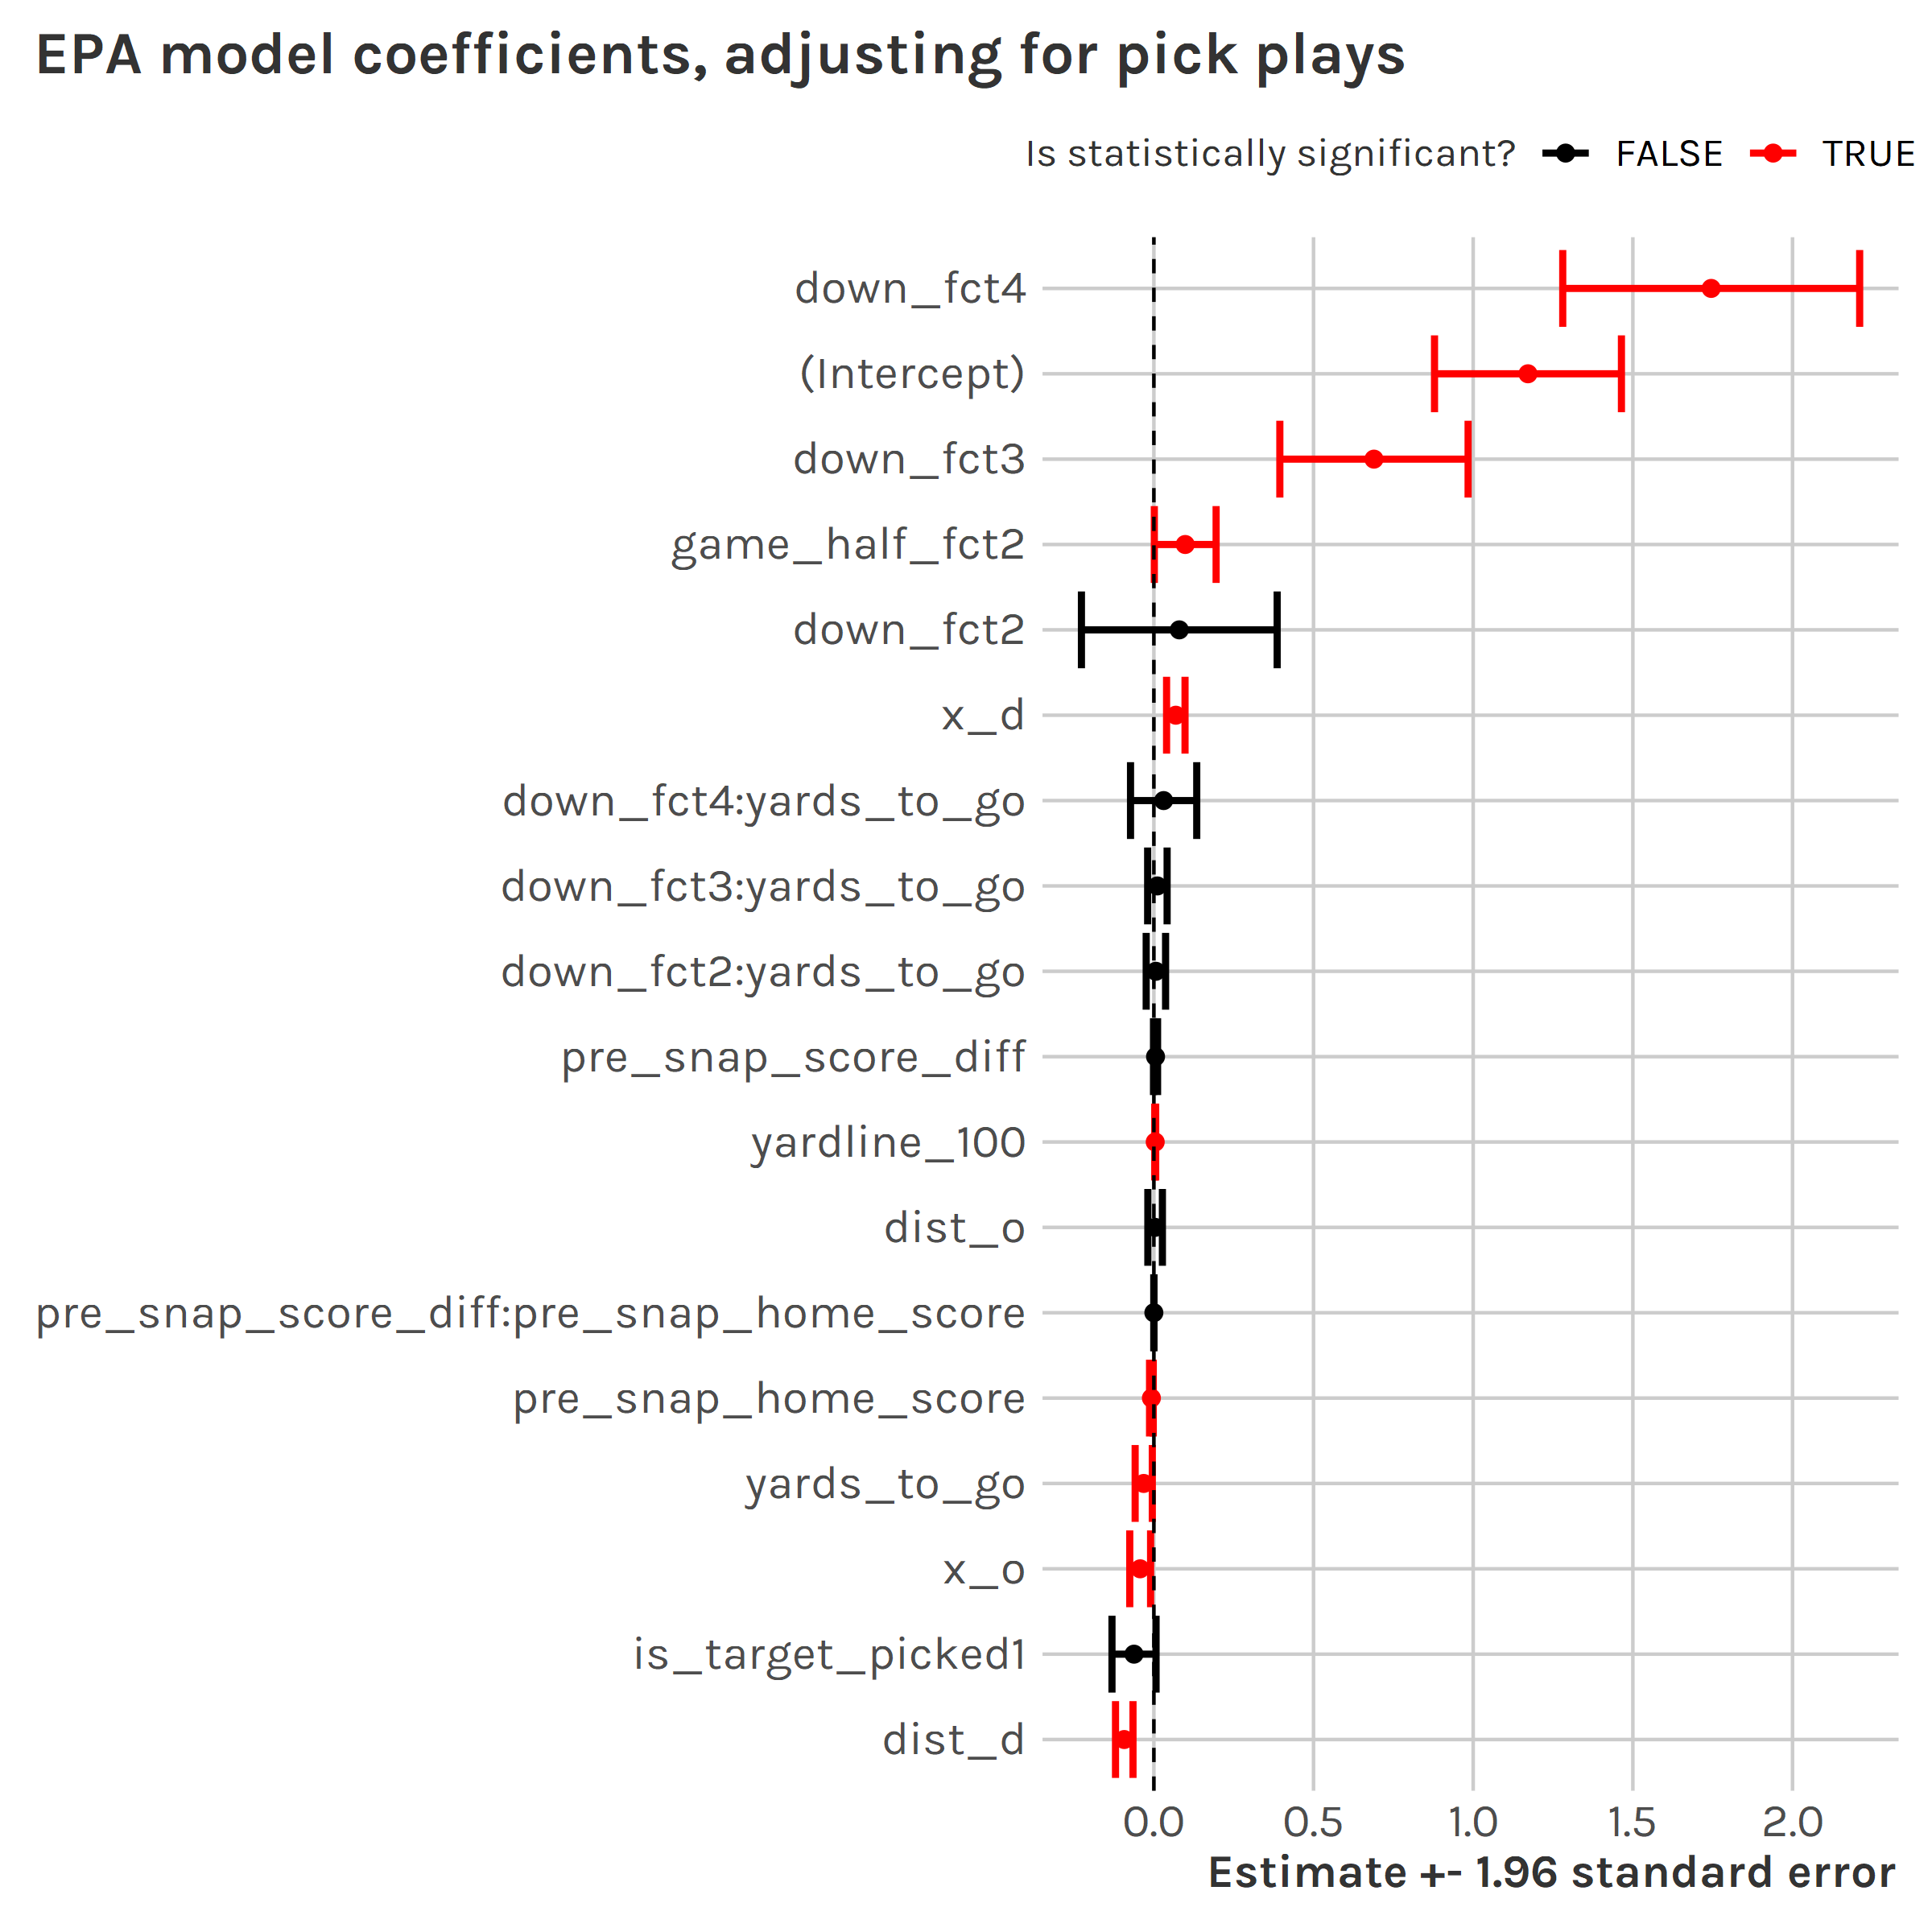 EPA model coefficients, adjusting for pick plays
Is statistically significant? FALSE TRUE
down_fct4
(Intercept)
down_fct3
game_half_fct2
down_fct2
x_d
down_fct4:yards_to_go
down_fct3:yards_to_go
down_fct2:yards_to_go
pre_snap_score_diff
yardline_100
dist_o
pre_snap_score_diff:pre_snap_home_score
pre_snap_home_score
yards_to_go
x_o
is_target_picked1
dist_d
0.0 0.5 1.0 1.5 2.0
Estimate +- 1.96 standard error